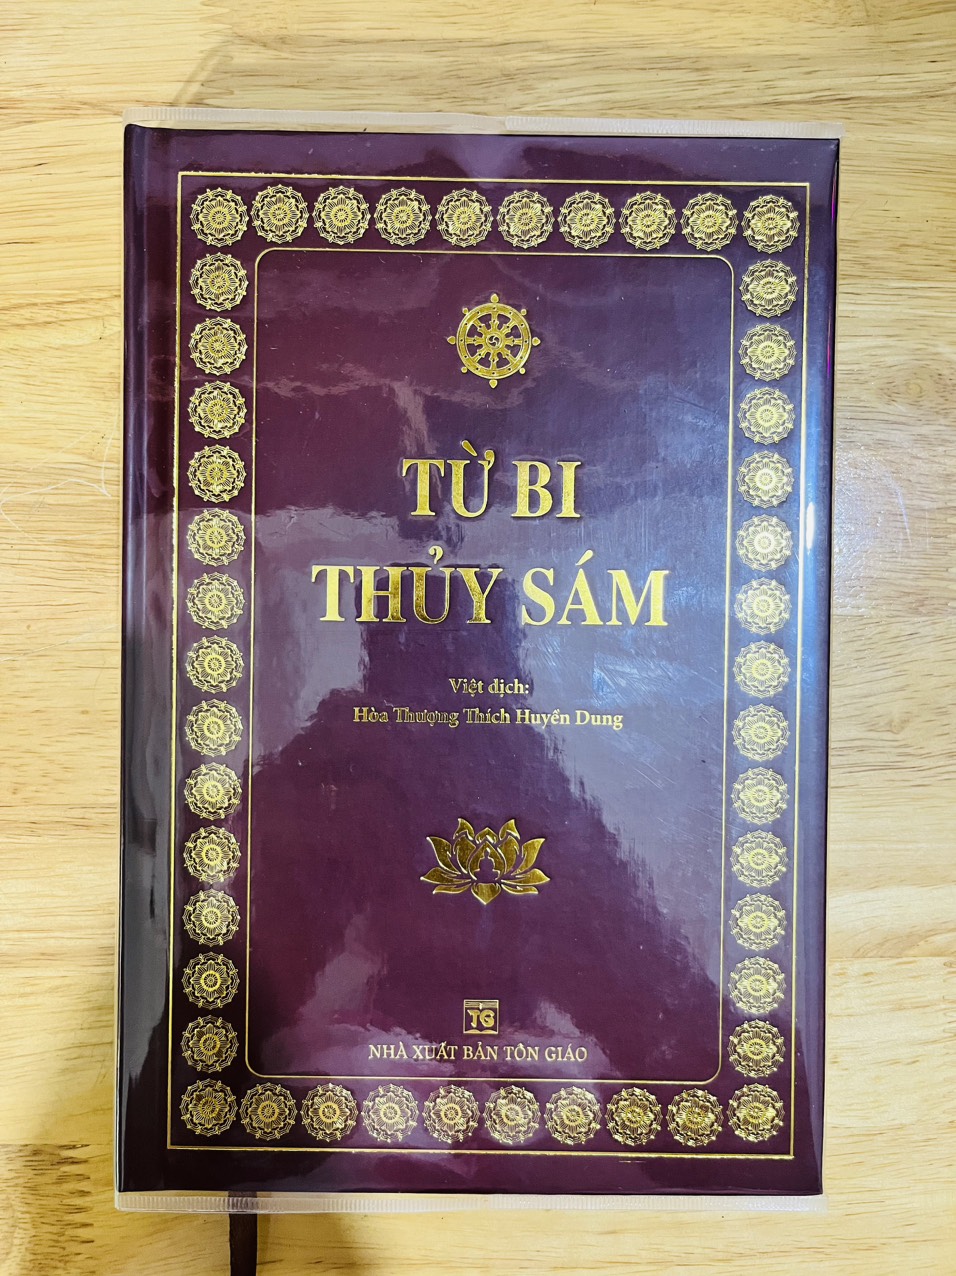 TỪ BI
THỦY SÁM
Việt dịch:
Hòa Thượng Thích Huyền Dung
TG
NHÀ XUẤT BẢN TÔN GIÁO